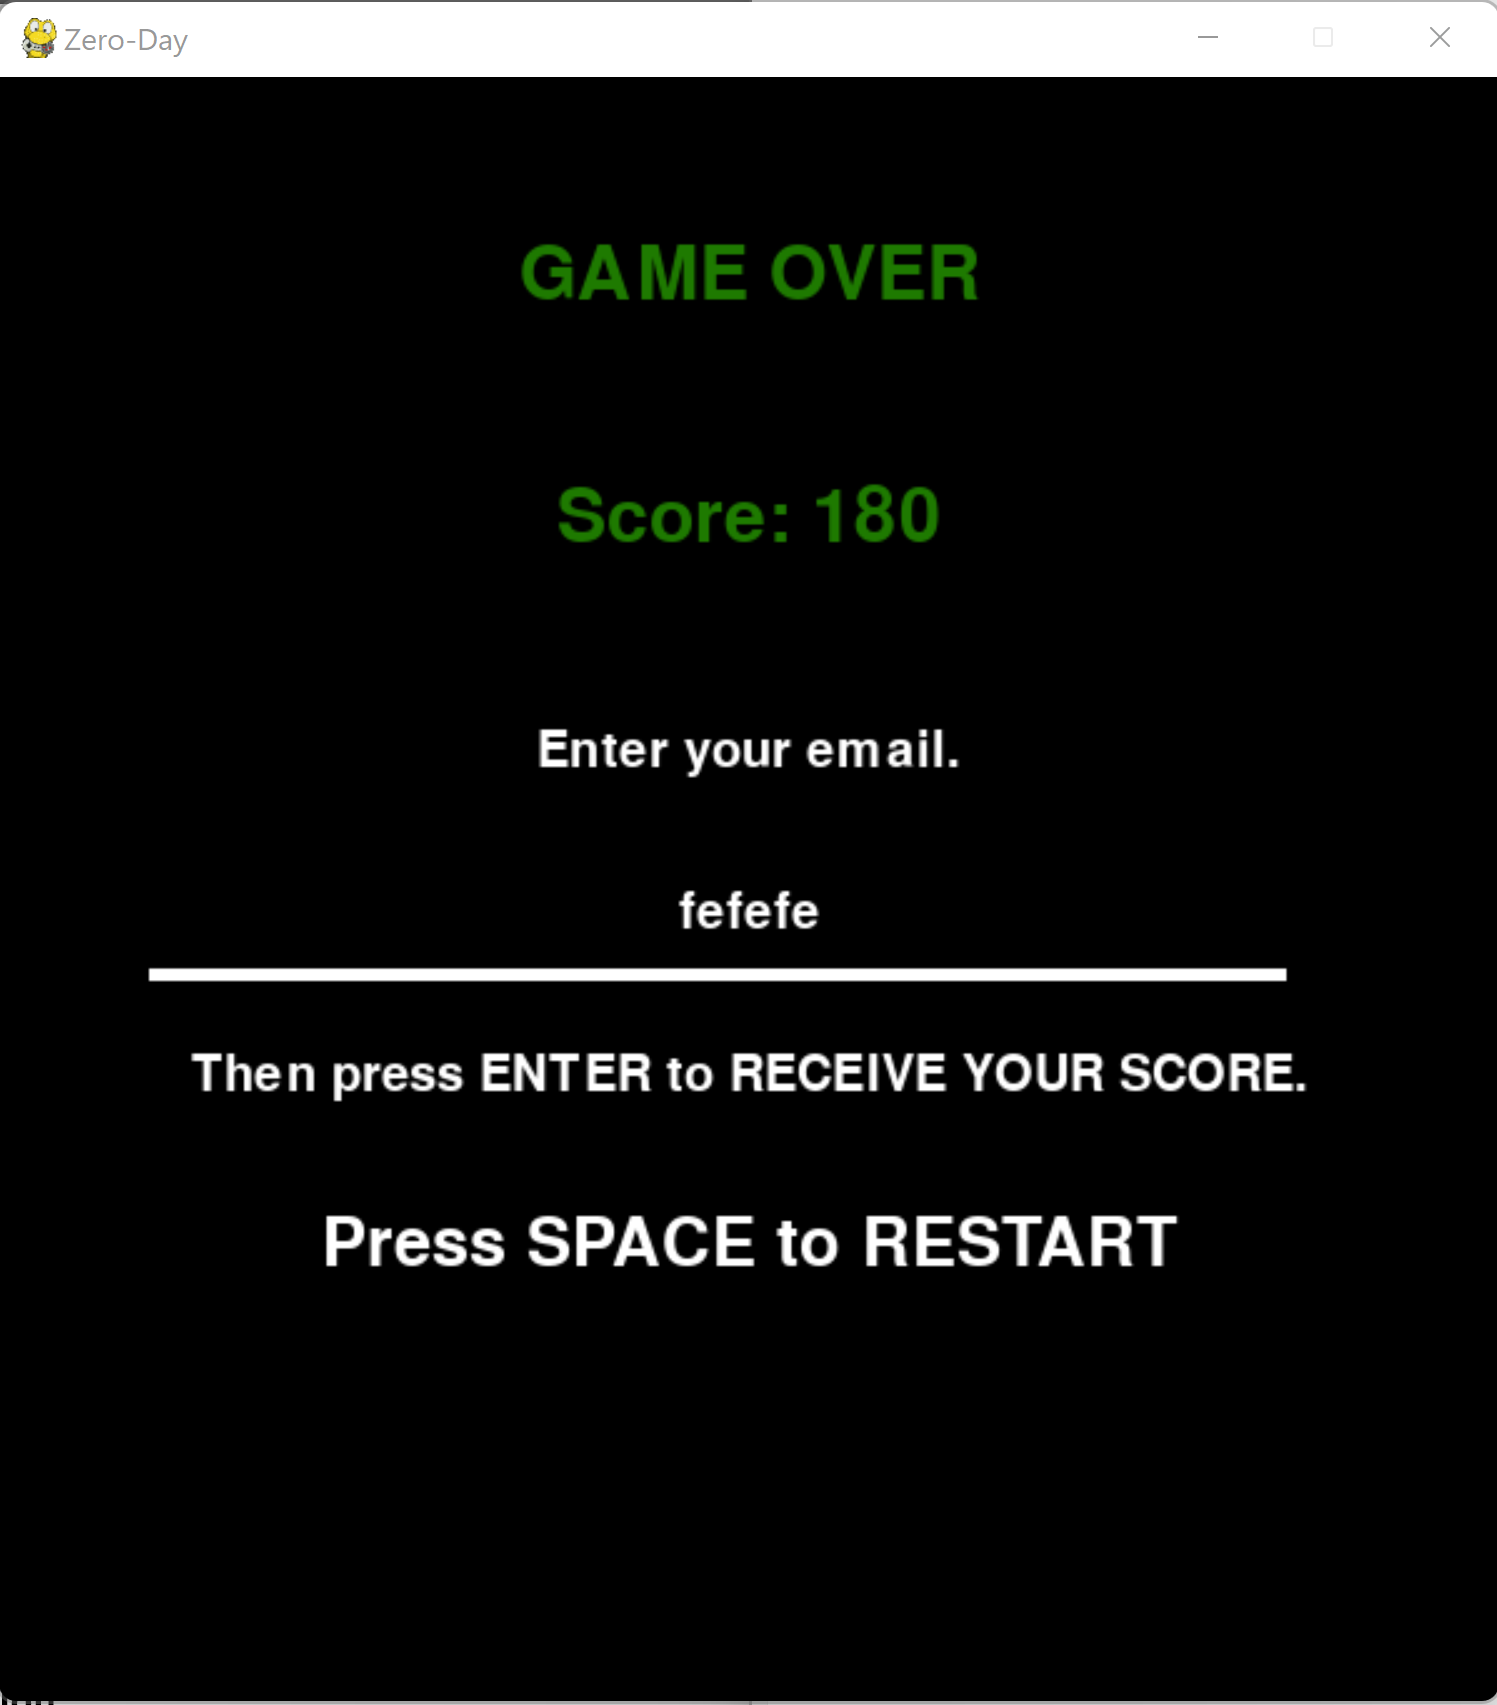 Zero-Day
GAME OVER
Score: 180
Enter your email.
fefefe
Then press ENTER to RECEIVE YOUR SCORE.
Press SPACE to RESTART